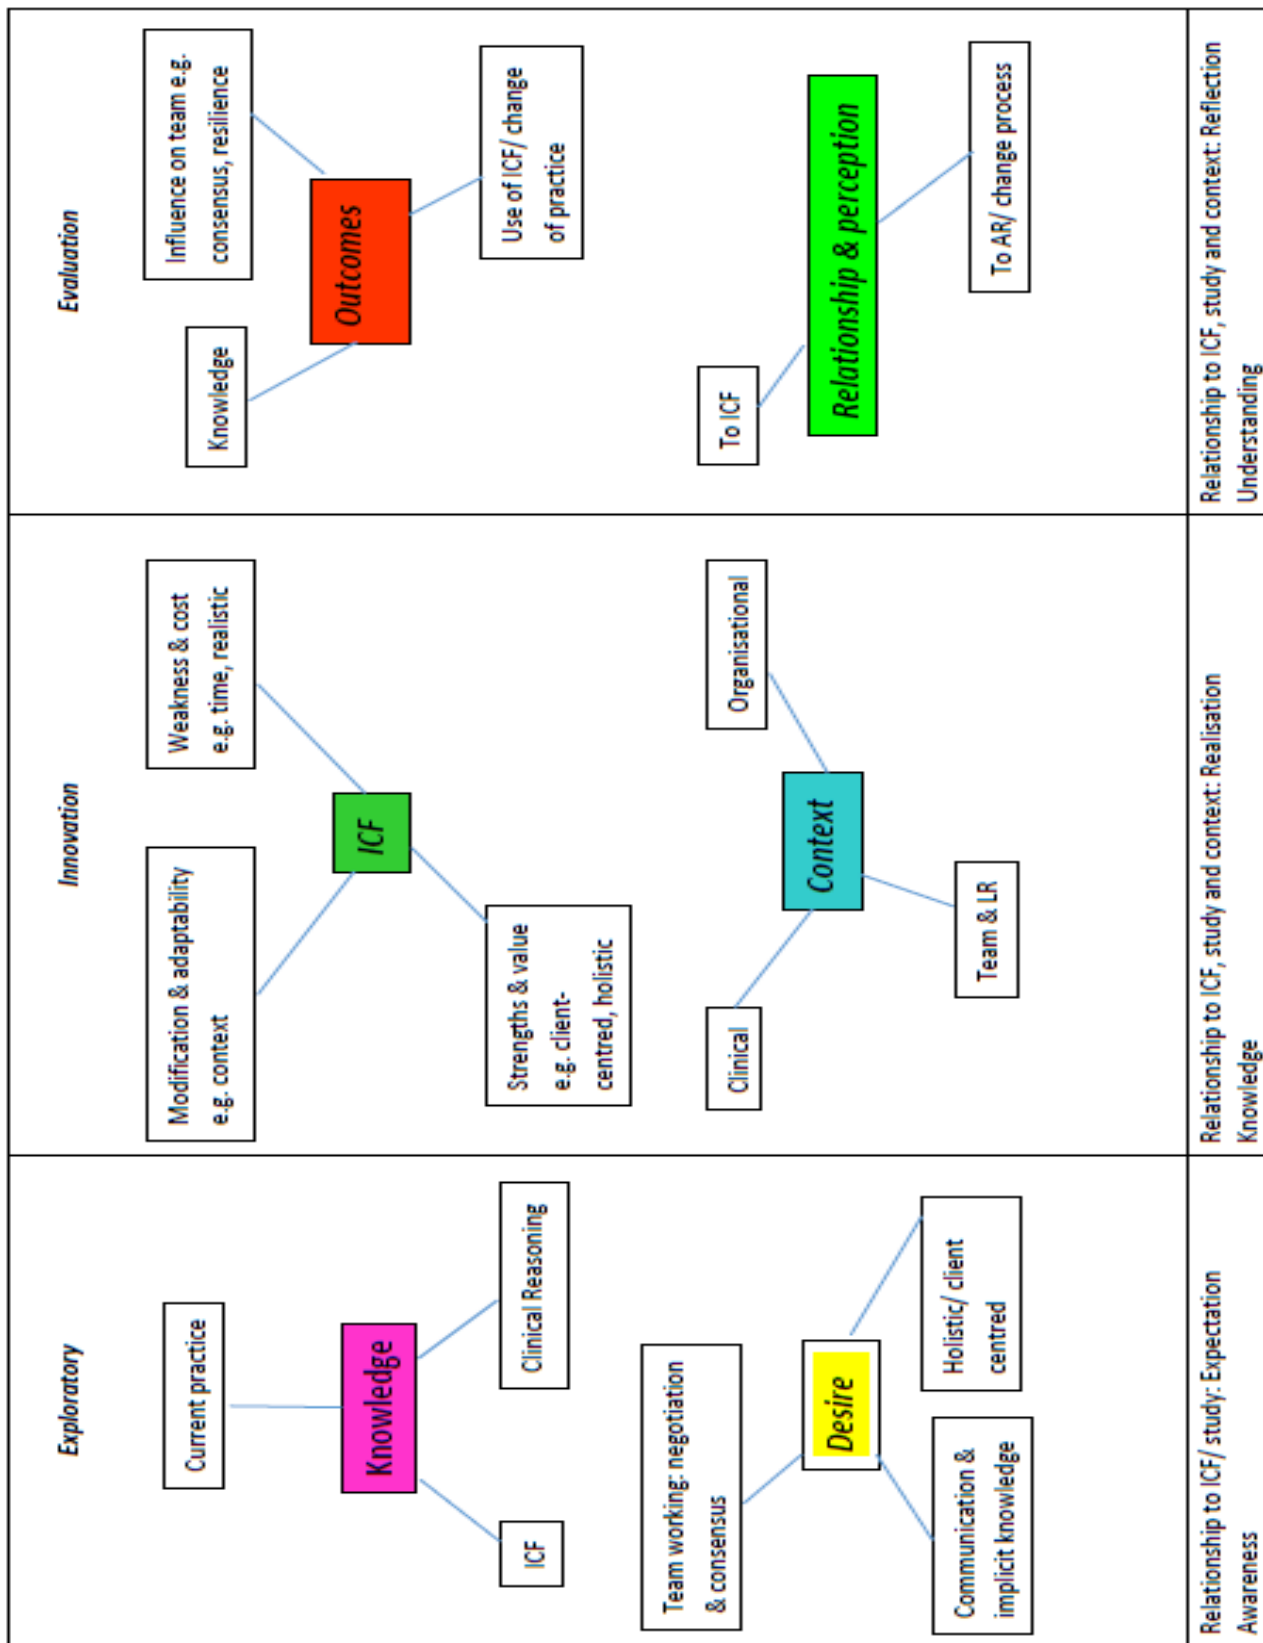 Exploratory
Current practice
Knowledge
ICF
Clinical Reasoning
Team working: negotiation
& consensus
Desire
Communication &
implicit knowledge
Holistic/ client
centred
Relationship to ICF/ study: Expectation
Awareness
Innovation
Modification & adaptability
e.g. context
Weakness & cost
e.g. time, realistic
ICF
Strengths & value
e.g. client-
centred, holistic
Clinical
Organisational
Context
Team & LR
Relationship to ICF, study and context: Realisation
Knowledge
Evaluation
Knowledge
Influence on team e.g.
consensus, resilience
Outcomes
Use of ICF/ change
of practice
To ICF
Relationship & perception
To AR/ change process
Relationship to ICF, study and context: Reflection
Understanding